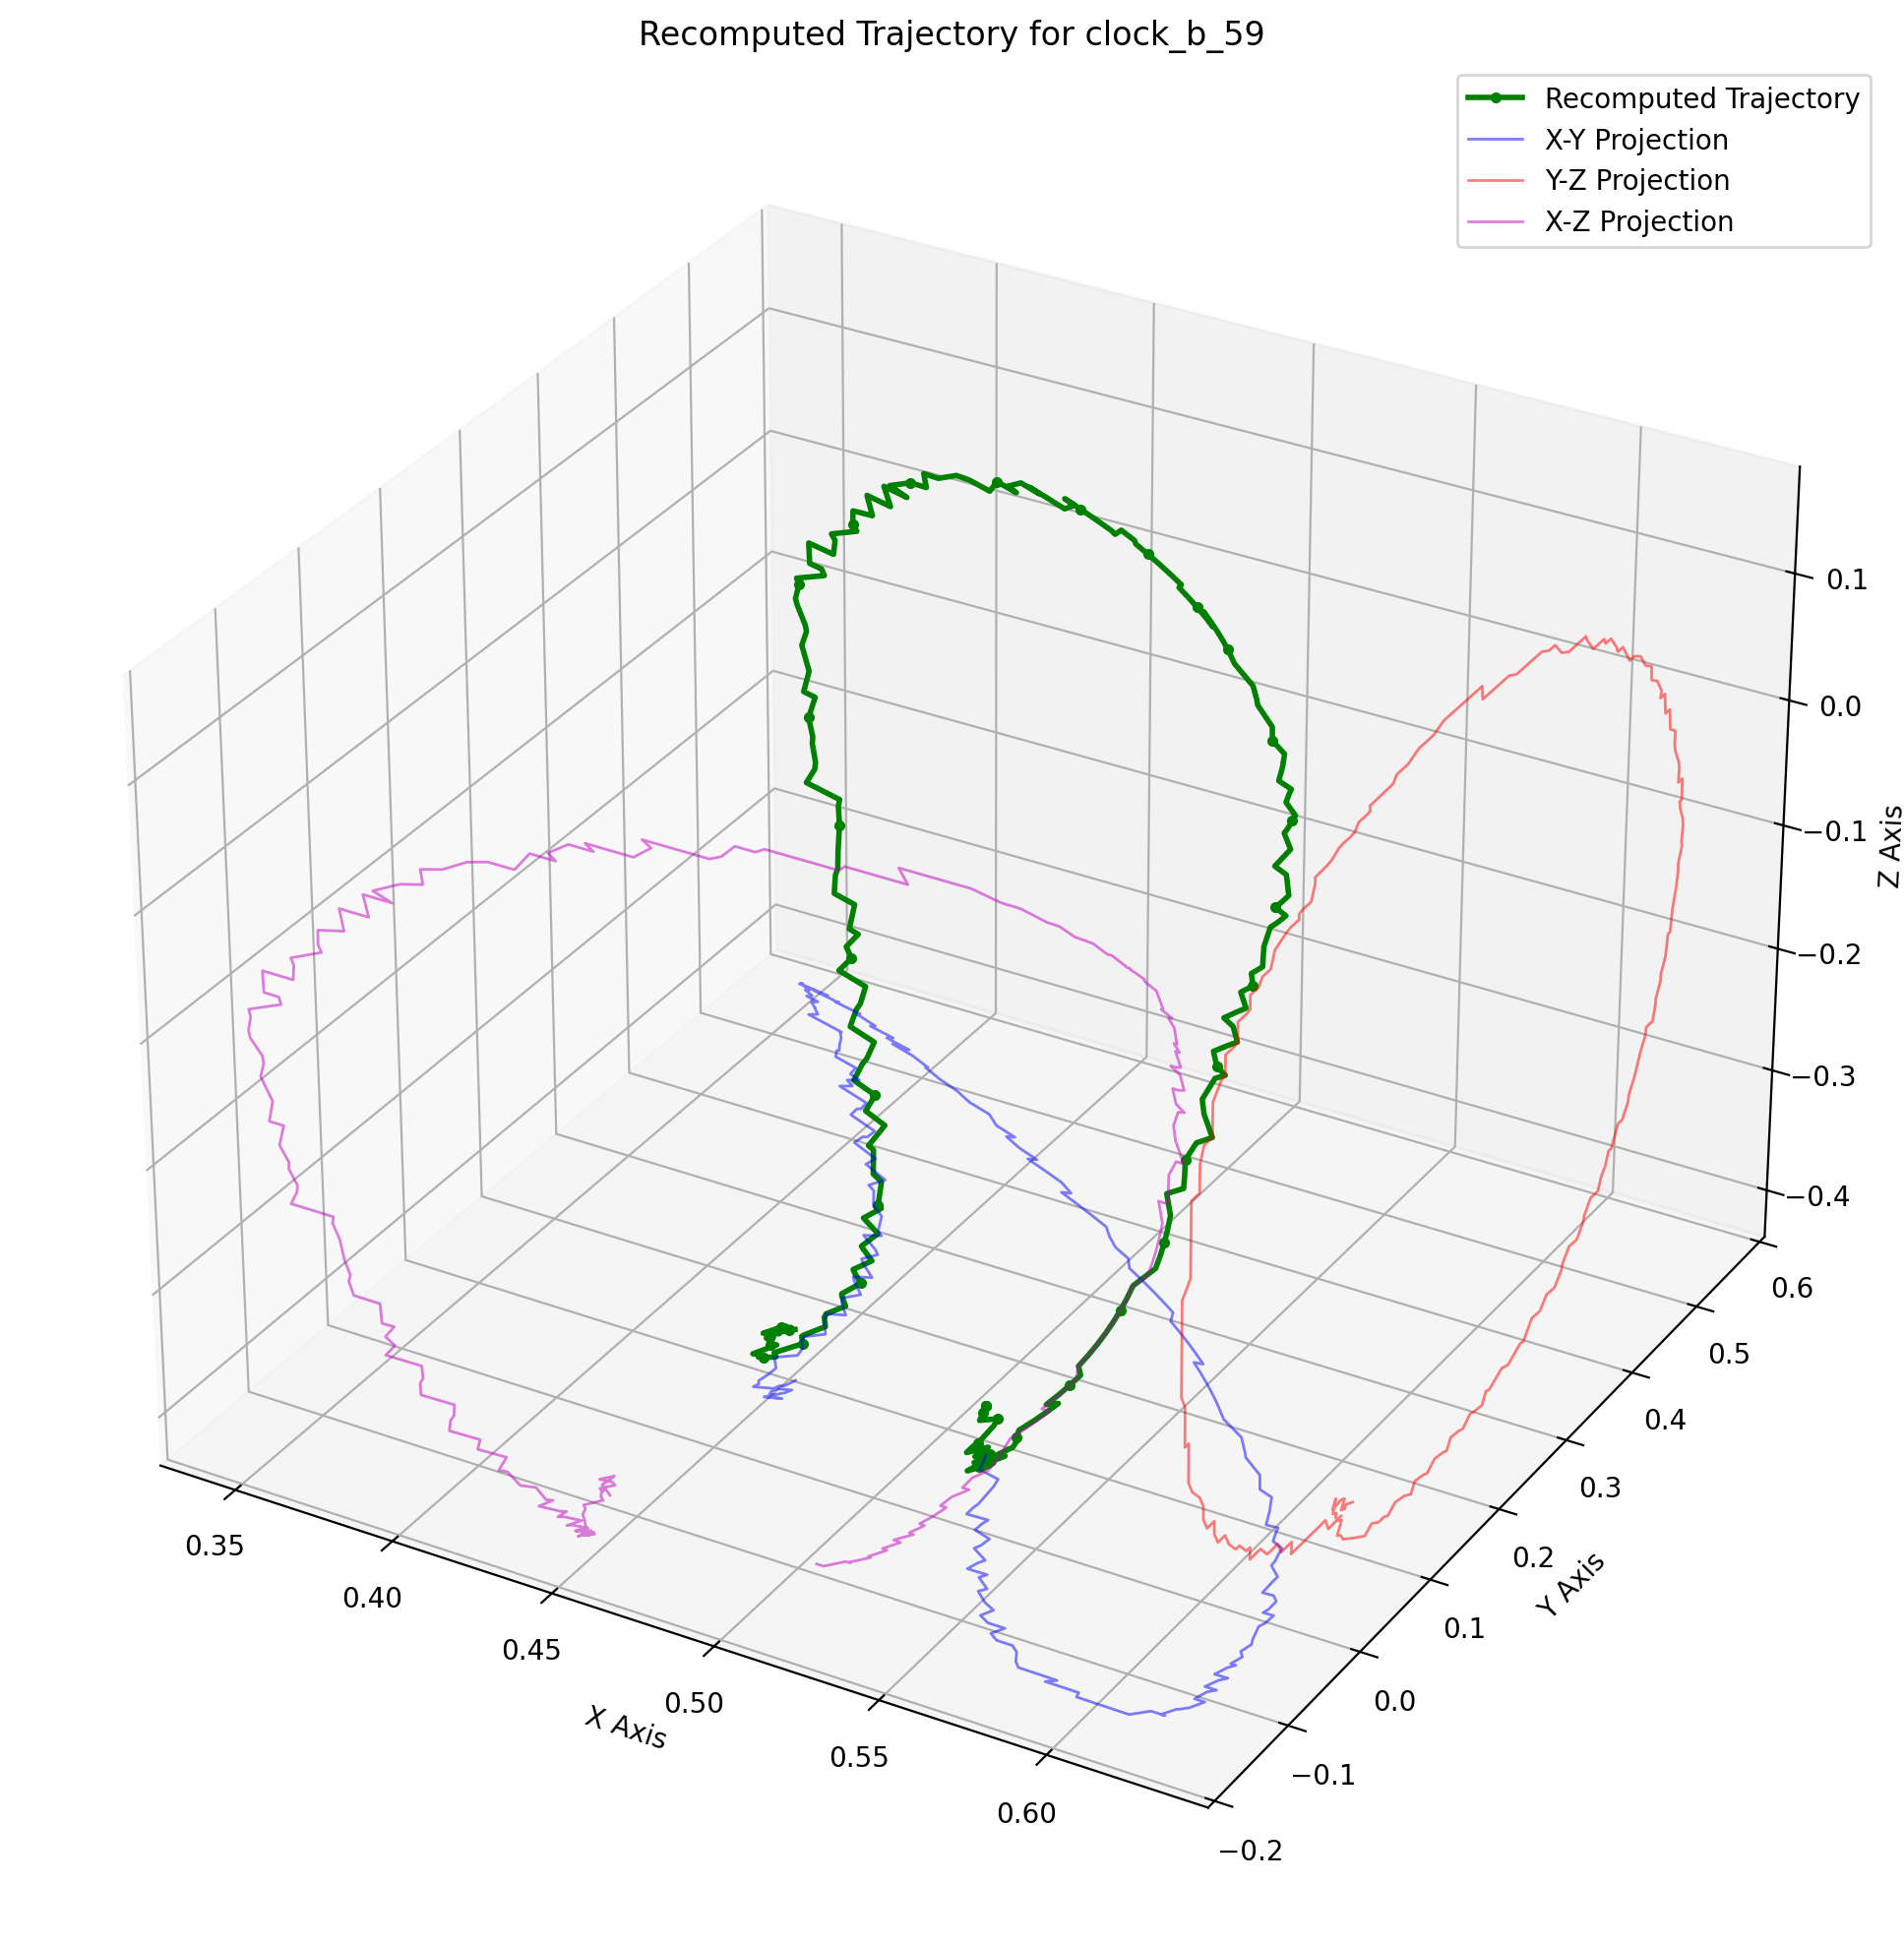 Recomputed Trajectory for clock_b_59
Recomputed Trajectory
X-Y Projection
Y-Z Projection
X-Z Projection
0.1
0.0
−0.1
−0.2
−0.3
−0.4
Z Axis
0.6
0.5
0.4
0.3
0.2
0.1
0.0
−0.1
−0.2
Y Axis
0.35
0.40
0.45
0.50
0.55
0.60
X Axis